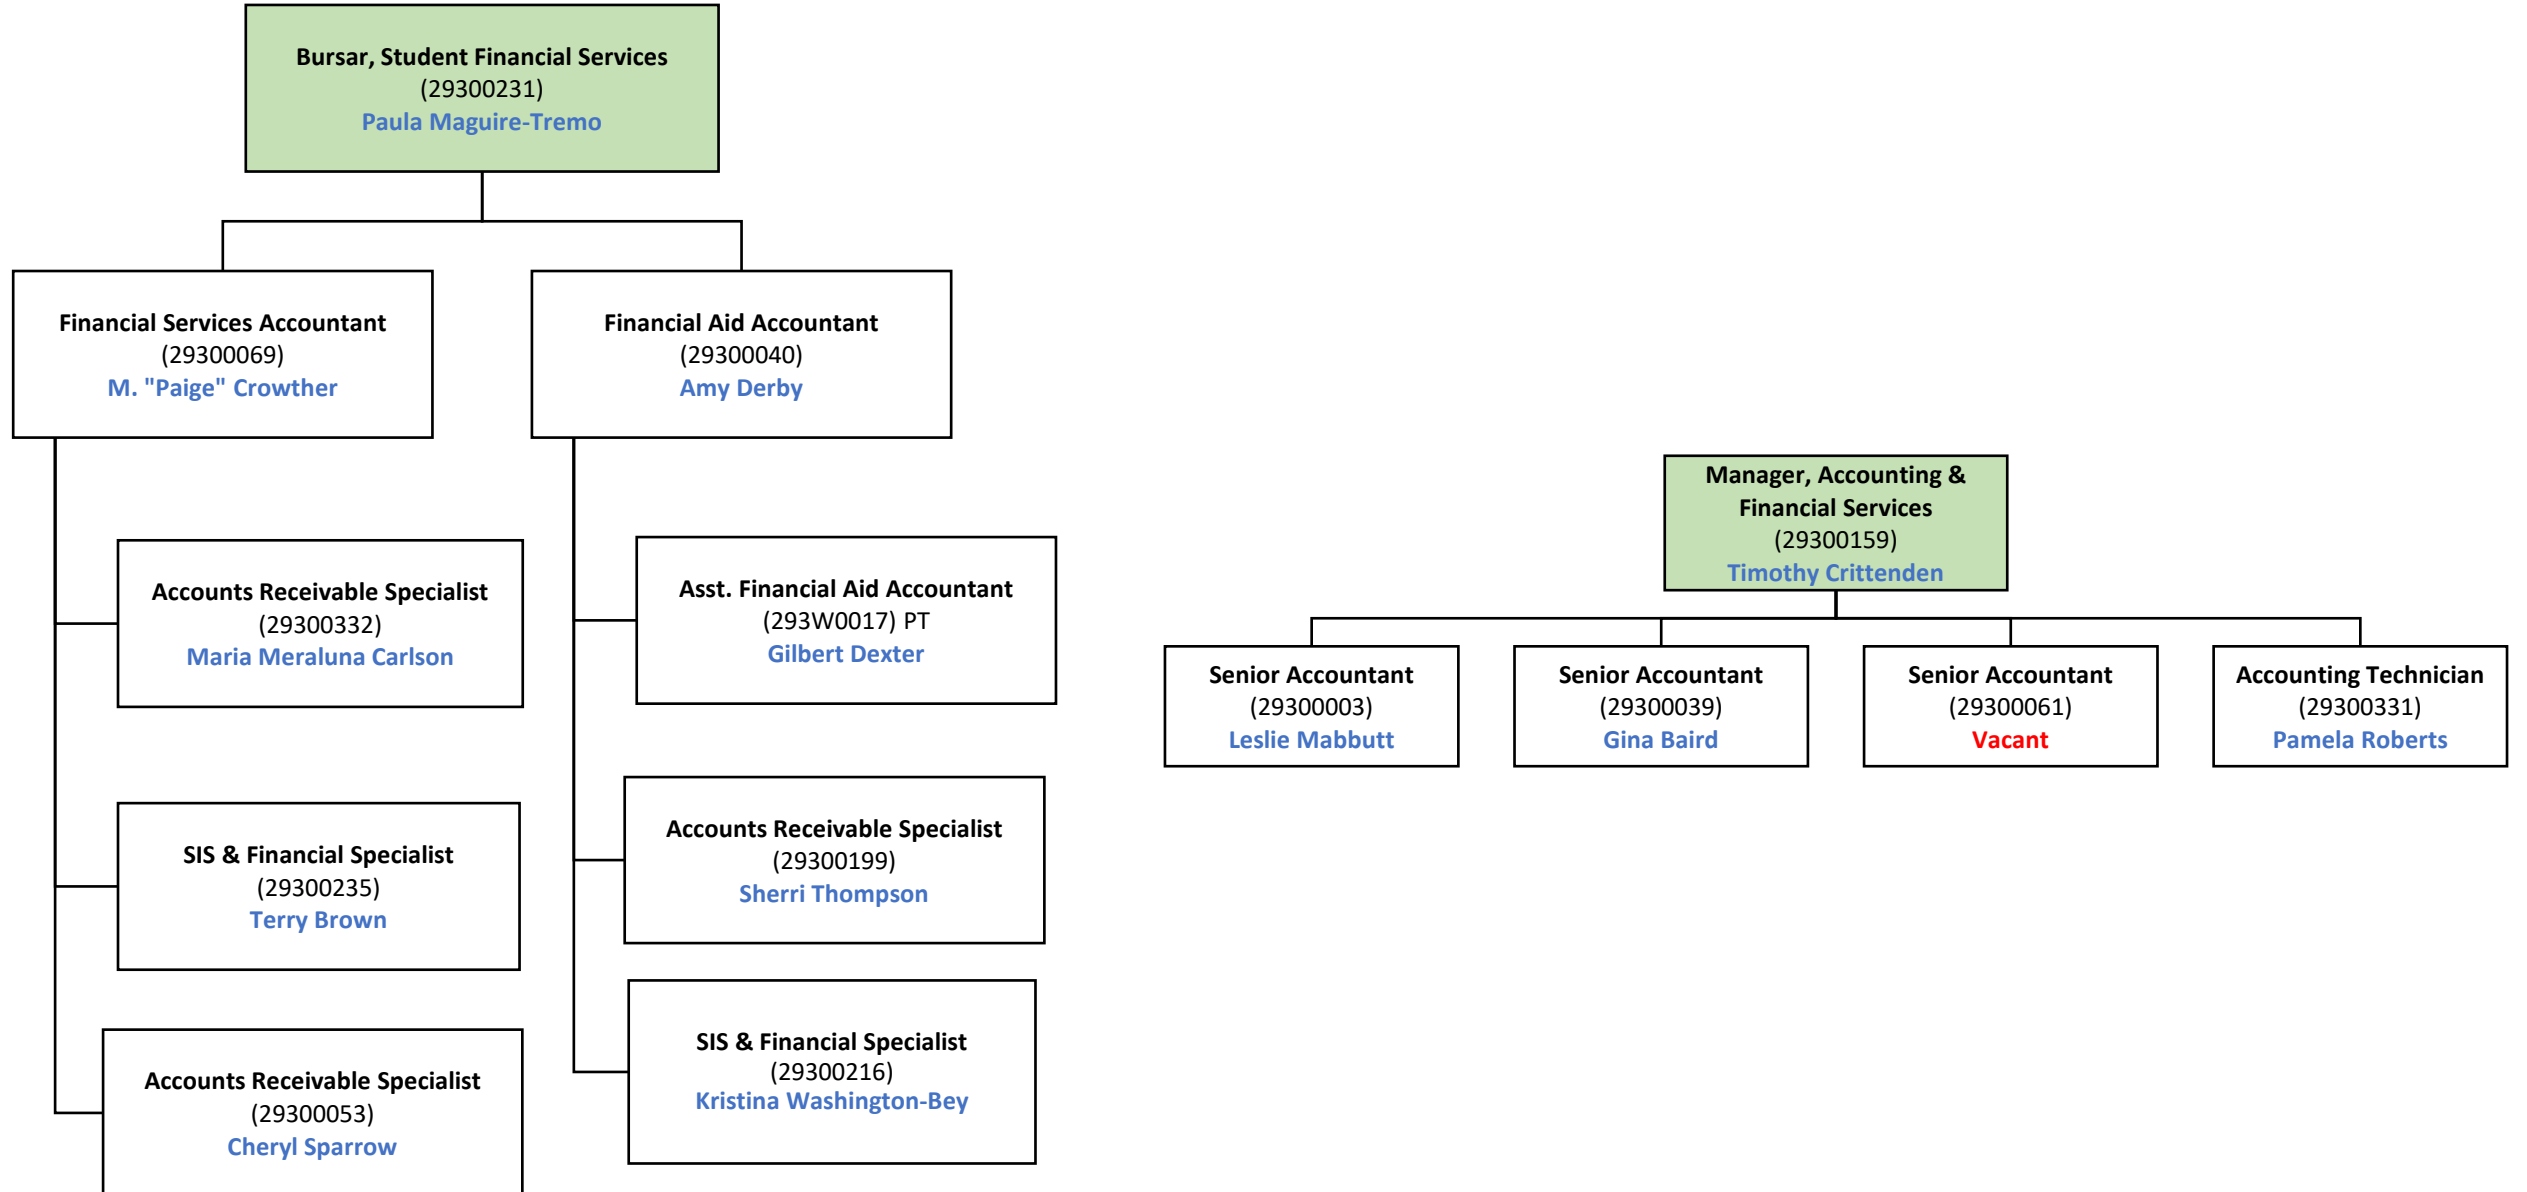 Bursar, Student Financial Services
(29300231)
Paula Maguire-Tremo
Financial Services Accountant
(29300069)
M. "Paige" Crowther
Financial Aid Accountant
(29300040)
Amy Derby
Accounts Receivable Specialist
(29300332)
Maria Meraluna Carlson
SIS & Financial Specialist
(29300235)
Terry Brown
Accounts Receivable Specialist
(29300053)
Cheryl Sparrow
Asst. Financial Aid Accountant
(293W0017) PT
Gilbert Dexter
Accounts Receivable Specialist
(29300199)
Sherri Thompson
SIS & Financial Specialist
(29300216)
Kristina Washington-Bey
Manager, Accounting &
Financial Services
(29300159)
Timothy Crittenden
Senior Accountant
(29300003)
Leslie Mabbutt
Senior Accountant
(29300039)
Gina Baird
Senior Accountant
(29300061)
Vacant
Accounting Technician
(29300331)
Pamela Roberts